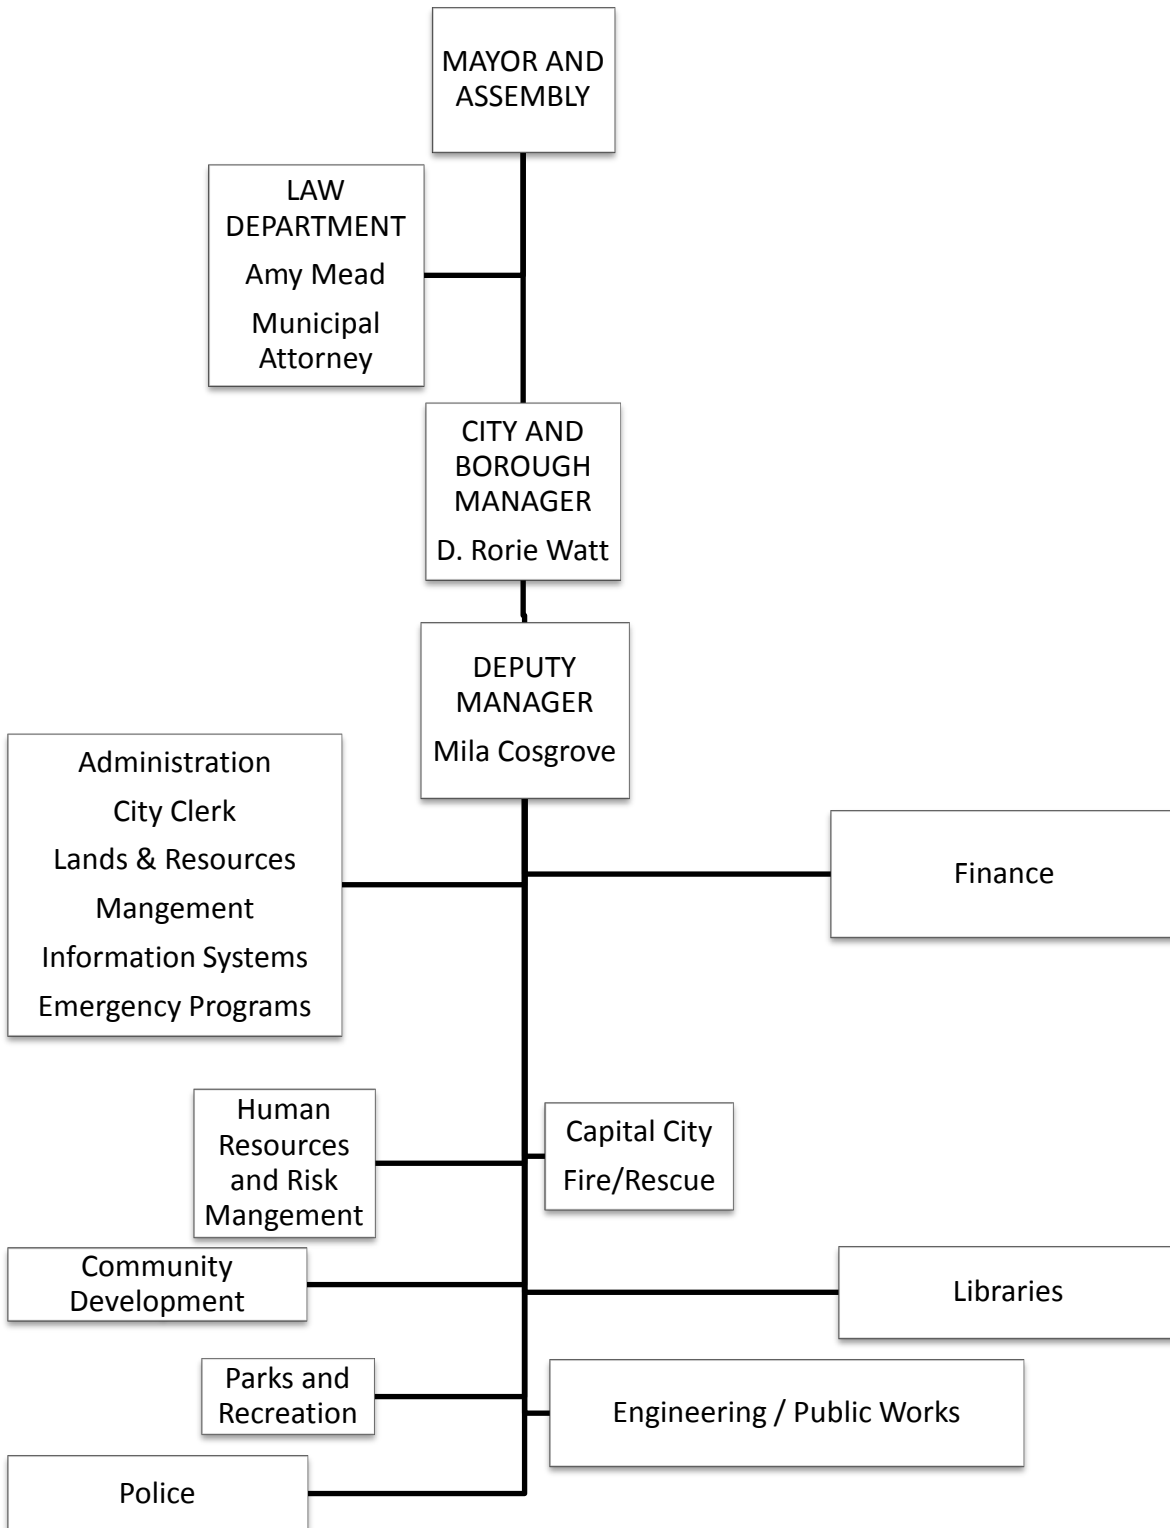 MAYOR AND
ASSEMBLY
LAW
DEPARTMENT
Amy Mead
Municipal
Attorney
CITY AND
BOROUGH
MANAGER
D. Rorie Watt
DEPUTY
MANAGER
Mila Cosgrove
Administration
City Clerk
Lands & Resources
Mangement
Information Systems
Emergency Programs
Finance
Human
Resources
and Risk
Mangement
Capital City
Fire/Rescue
Community
Development
Libraries
Parks and
Recreation
Engineering / Public Works
Police